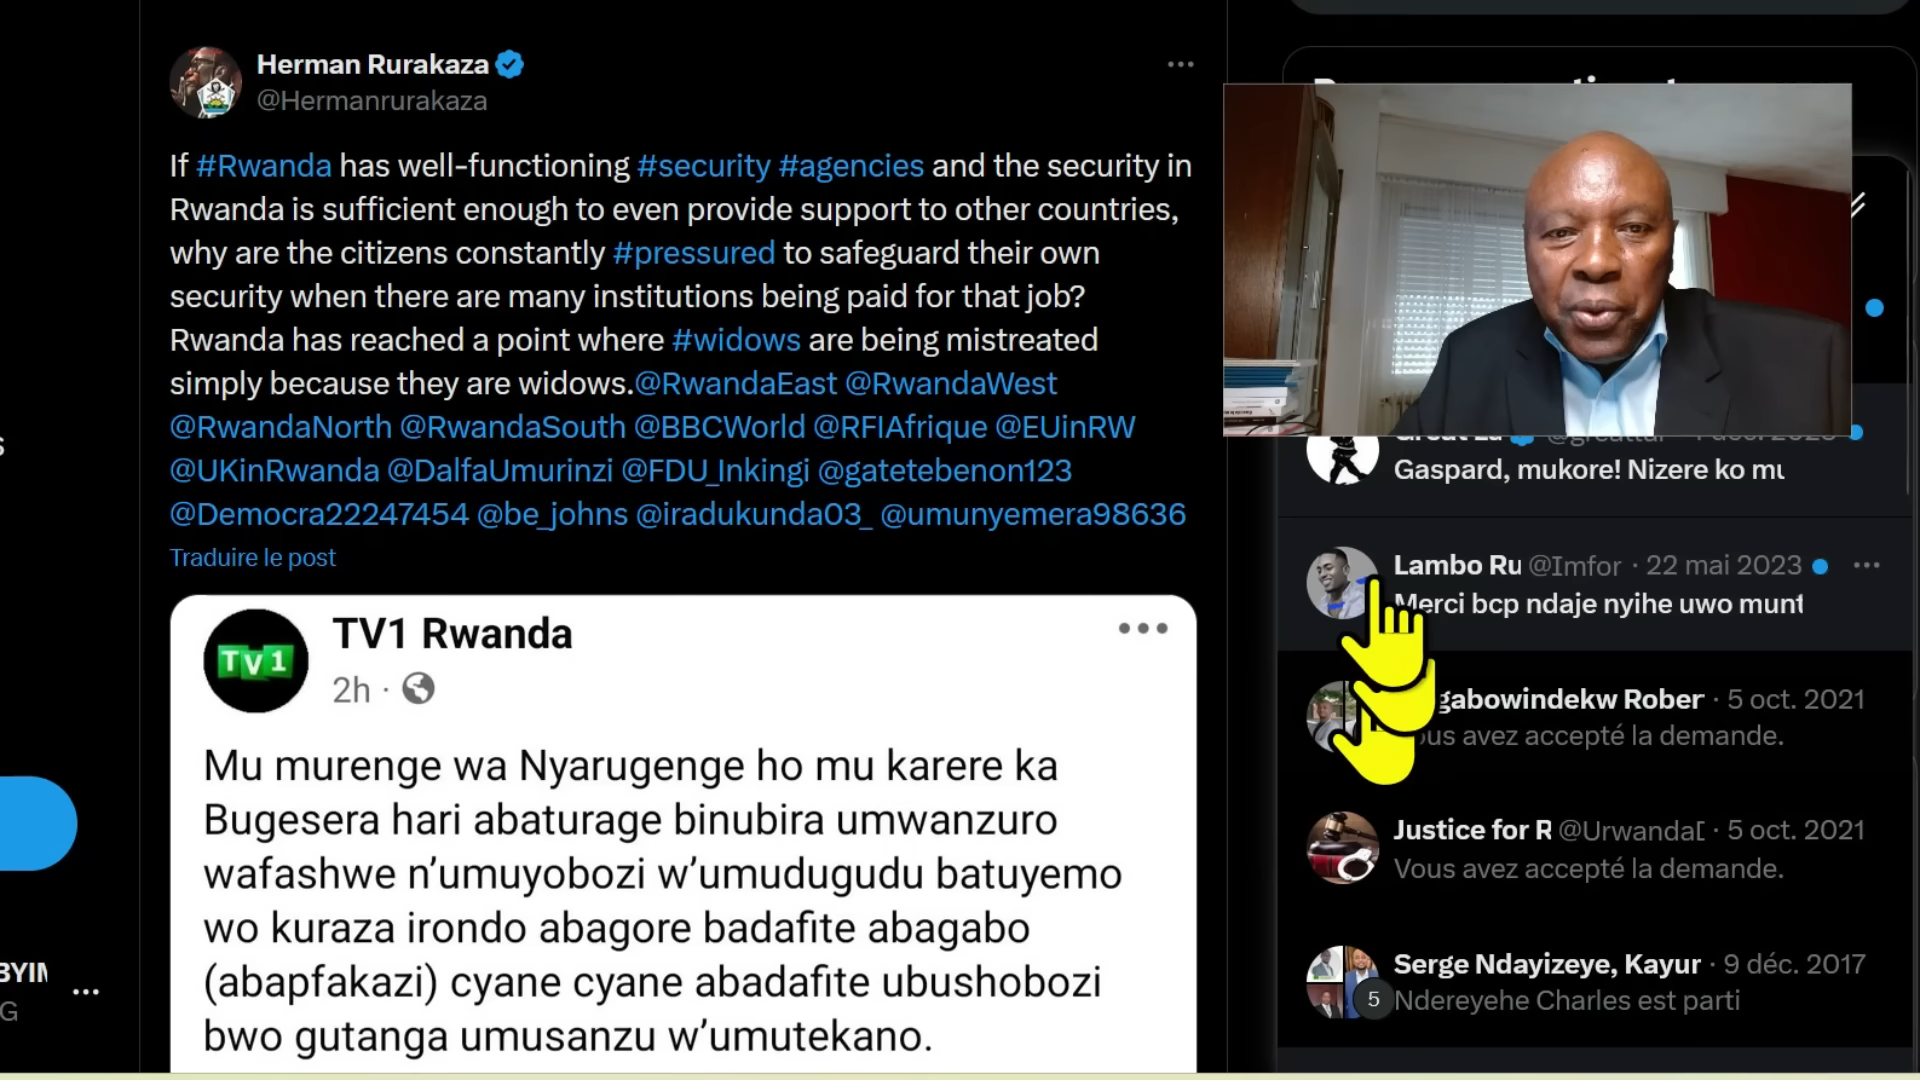 Herman Rurakaza
@Hermanrurakaza
If #Rwanda has well-functioning #security #agencies and the security in
Rwanda is sufficient enough to even provide support to other countries,
why are the citizens constantly #pressured to safeguard their own
security when there are many institutions being paid for that job?
Rwanda has reached a point where #widows are being mistreated
simply because they are widows.@RwandaEast @RwandaWest
@RwandaNorth @RwandaSouth @BBCWorld @RFIAfrique @EUinRW
@UKinRwanda @DalfaUmurinzi @FDU_Inkingi @gatetebenon123
@Democra22247454 @be_johns @iradukunda03_ @umunyemera98636
Traduire le post
TV1
TV1 Rwanda
2h ·
Mu murenge wa Nyarugenge ho mu karere ka
Bugesera hari abaturage binubira umwanzuro
wafashwe n’umuyobozi w’umudugudu batuyemo
wo kuraza irondo abagore badafite abagabo
(abapfakazi) cyane cyane abadafite ubushobozi
bwo gutanga umusanzu w’umutekano.
Gaspard, mukore! Nizere ko mu
Lambo Ru @Imfor · 22 mai 2023
Merci bcp ndaje nyihe uwo munt
gabowindekw Rober · 5 oct. 2021
ous avez accepté la demande.
Justice for R @Urwanda · 5 oct. 2021
Vous avez accepté la demande.
Serge Ndayizeye, Kayur · 9 déc. 2017
5 Ndereyehe Charles est parti